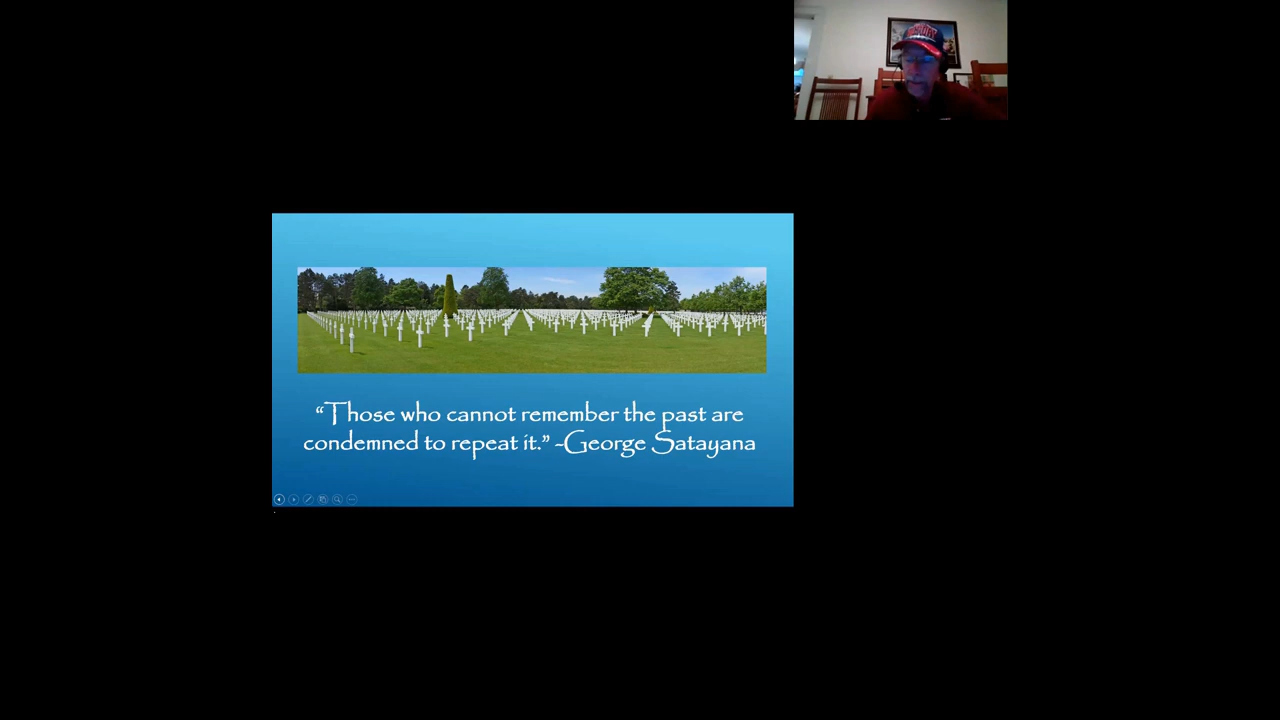 “Those who cannot remember the past are
condemned to repeat it.” -George Satayana